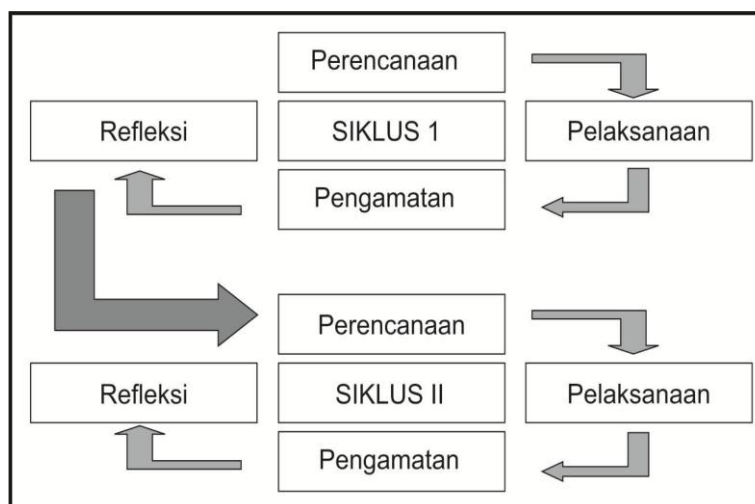 Perencanaan
Refleksi
SIKLUS 1
Pelaksanaan
Pengamatan
Perencanaan
Refleksi
SIKLUS II
Pelaksanaan
Pengamatan